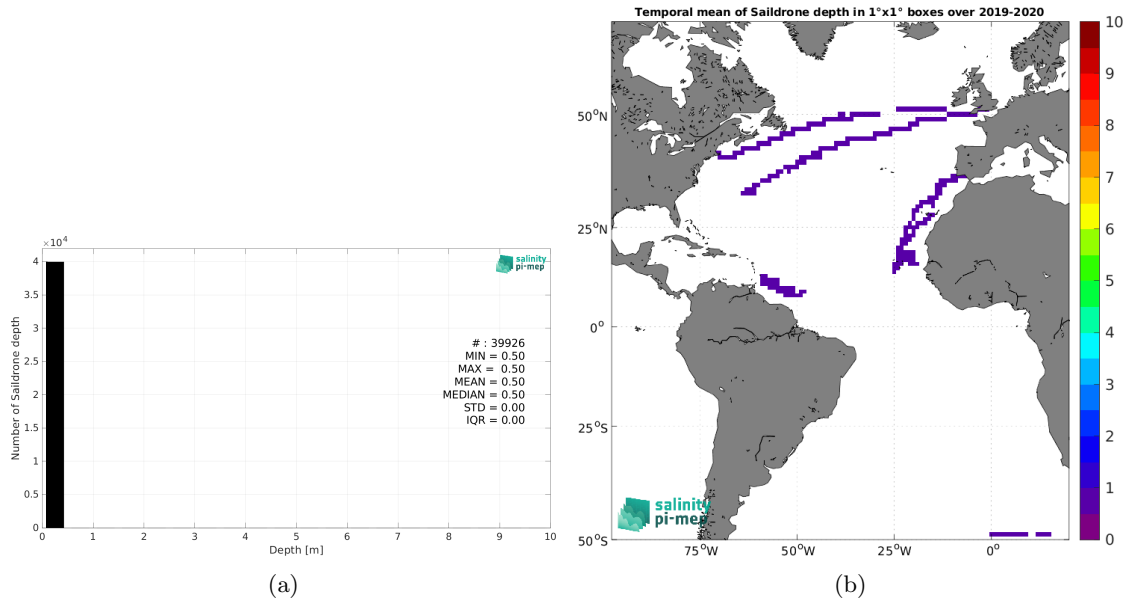 ×10⁴
4
3.5
3
2.5
2
1.5
1
0.5
0
Number of Saildrone depth
salinity
pi-mep
# : 39926
MIN = 0.50
MAX = 0.50
MEAN = 0.50
MEDIAN = 0.50
STD = 0.00
IQR = 0.00
0 1 2 3 4 5 6 7 8 9 10
Depth [m]
(a)
Temporal mean of Saildrone depth in 1°x1° boxes over 2019-2020
50°N
25°N
0°
25°S
50°S
salinity
pi-mep
75°W 50°W 25°W 0°
10
9
8
7
6
5
4
3
2
1
0
(b)